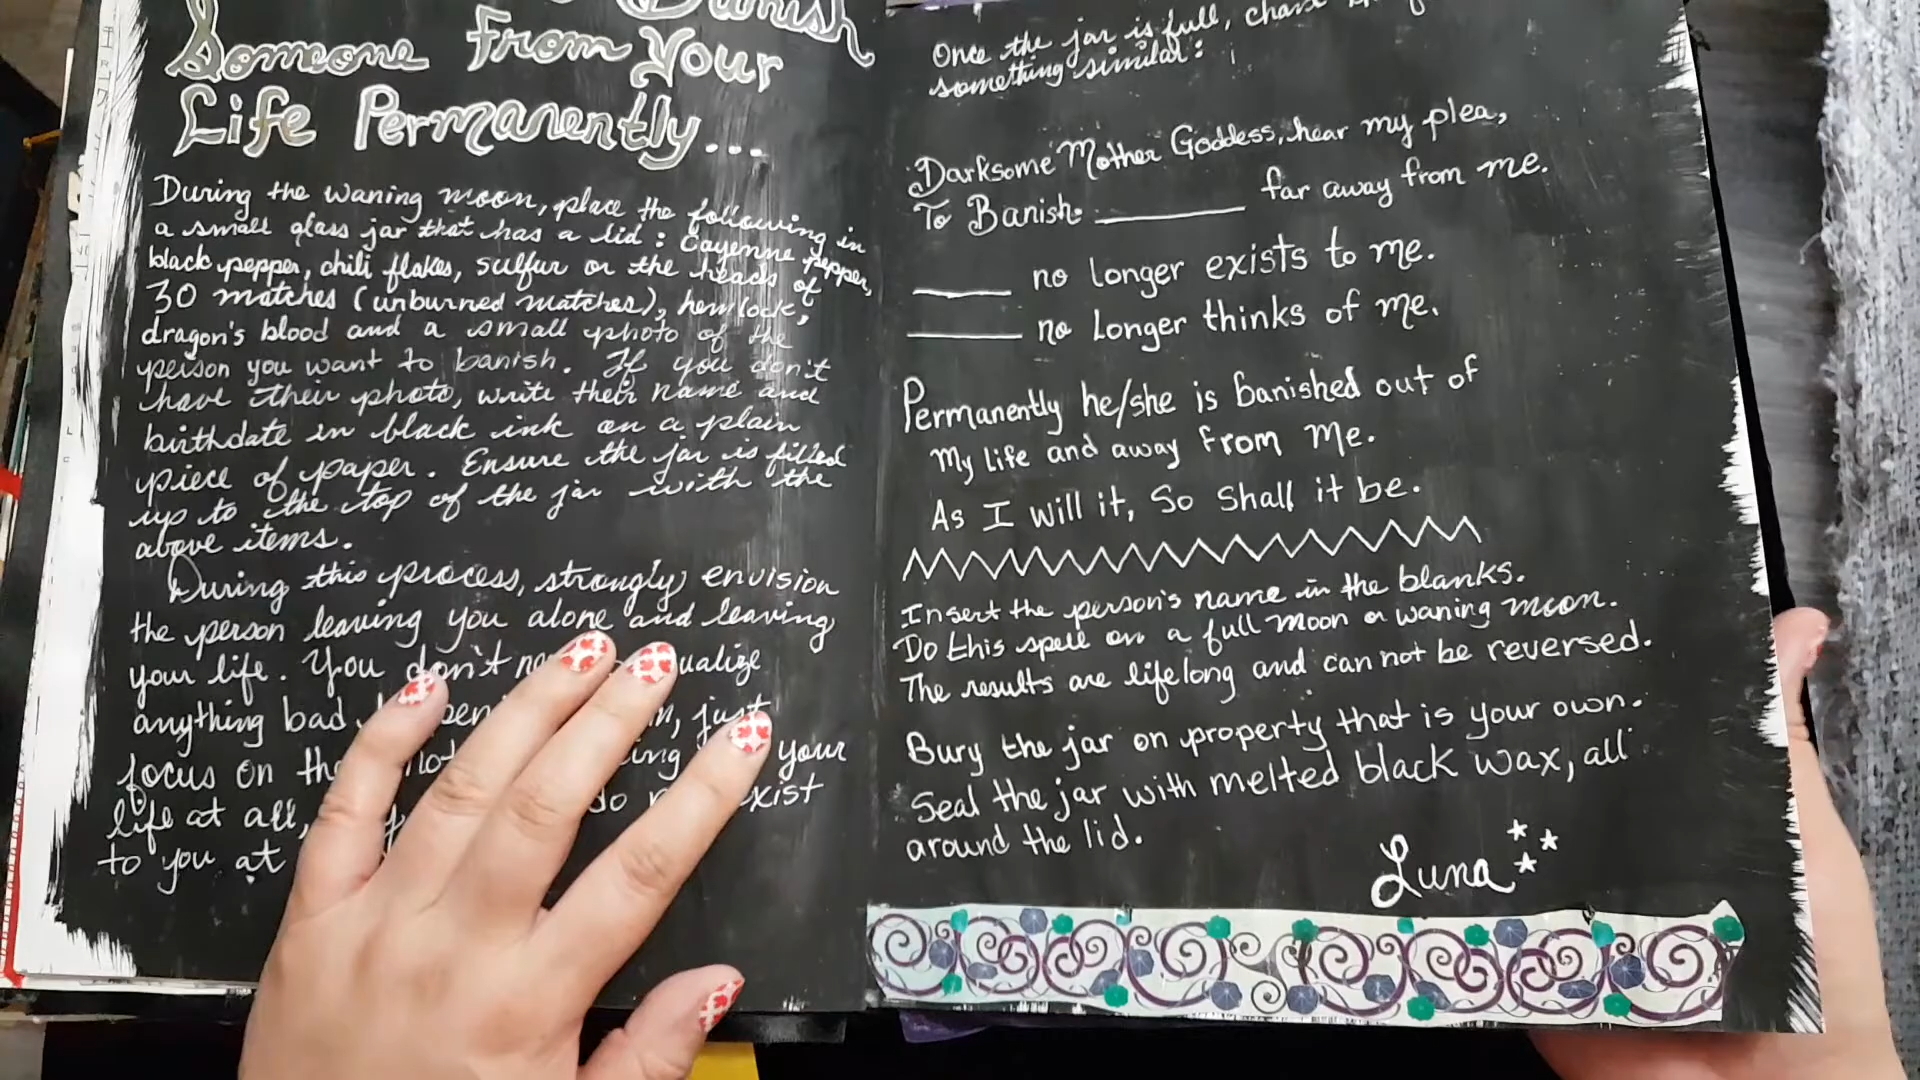 Banish
Someone From Your
Life Permanently...
During the waning moon, place the following in
a small glass jar that has a lid: Cayenne pepper,
black pepper, chili flakes, sulfur or the heads of
30 matches (unburned matches), hemlock,
dragon's blood and a small photo of the
person you want to banish. If you don't
have their photo, write their name and
birthdate in black ink on a plain
piece of paper. Ensure the jar is filled
up to the top of the jar with the
above items.
During this process, strongly envision
the person leaving you alone and leaving
your life. You don't
anything bad just
focus on your
life at all, exist
to you at
Once the jar is full,
something similar:
Darksome Mother Goddess, hear my plea,
To Banish ______ far away from me.
____ no longer exists to me.
____ no longer thinks of me.
Permanently he/she is banished out of
My life and away from me.
As I will it, So shall it be.
Insert the person's name in the blanks.
Do this spell on a full moon or waning moon.
The results are lifelong and can not be reversed.
Bury the jar on property that is your own.
Seal the jar with melted black wax, all
around the lid.
Luna